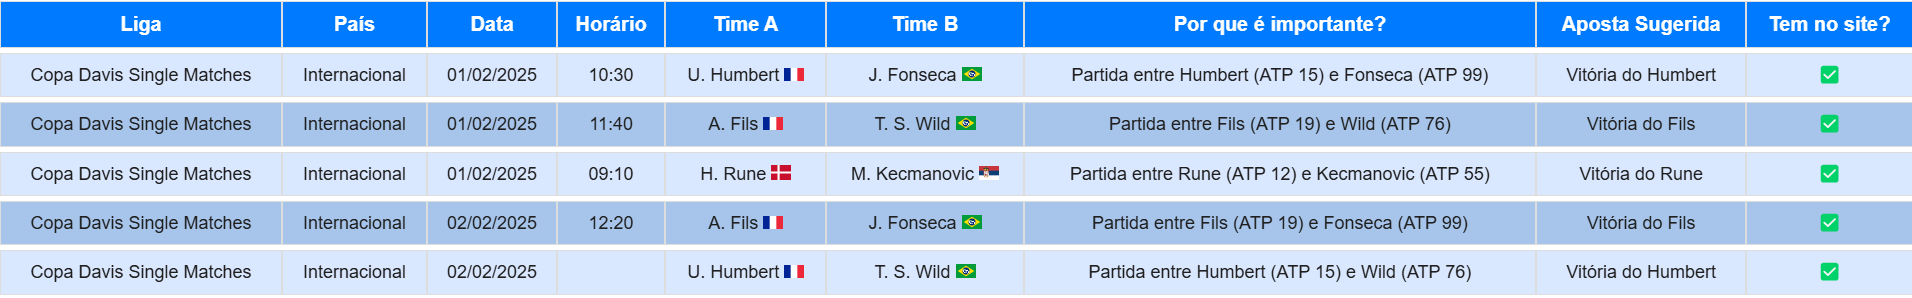 Liga País Data Horário Time A Time B Por que é importante? Aposta Sugerida Tem no site?
Copa Davis Single Matches Internacional 01/02/2025 10:30 U. Humbert J. Fonseca Partida entre Humbert (ATP 15) e Fonseca (ATP 99) Vitória do Humbert
Copa Davis Single Matches Internacional 01/02/2025 11:40 A. Fils T. S. Wild Partida entre Fils (ATP 19) e Wild (ATP 76) Vitória do Fils
Copa Davis Single Matches Internacional 01/02/2025 09:10 H. Rune M. Kecmanovic Partida entre Rune (ATP 12) e Kecmanovic (ATP 55) Vitória do Rune
Copa Davis Single Matches Internacional 02/02/2025 12:20 A. Fils J. Fonseca Partida entre Fils (ATP 19) e Fonseca (ATP 99) Vitória do Fils
Copa Davis Single Matches Internacional 02/02/2025 U. Humbert T. S. Wild Partida entre Humbert (ATP 15) e Wild (ATP 76) Vitória do Humbert